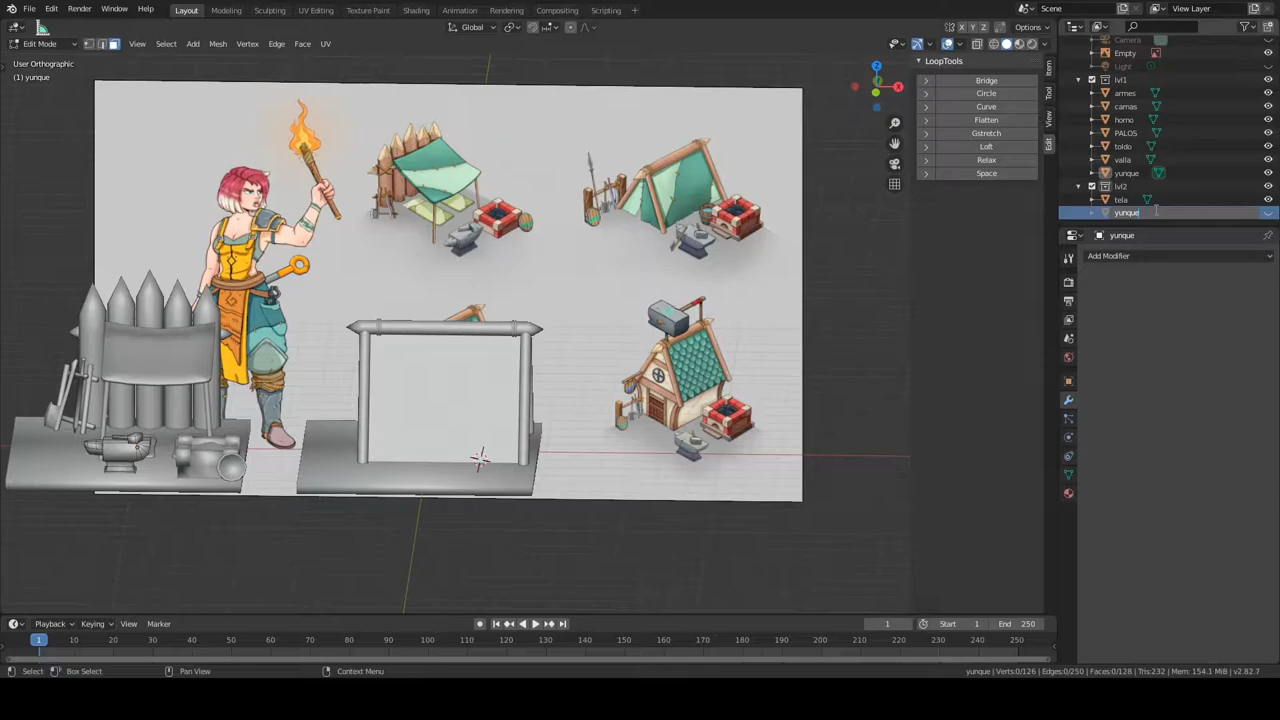 File Edit Render Window Help Layout Modeling Sculpting UV Editing Texture Paint Shading Animation Rendering Compositing Scripting + Scene View Layer
Global X Y Z Options
Edit Mode View Select Add Mesh Vertex Edge Face UV
User Orthographic
(1) yunque
LoopTools
Bridge
Circle
Curve
Flatten
Gstretch
Loft
Relax
Space
Item
Tool
View
Edit
Z
X
Camera
Empty
Light
lvl1
armes
camas
horno
PALOS
toldo
valla
yunque
lvl2
tela
yunque
yunque
Add Modifier
Playback Keying View Marker 1 Start 1 End 250
1 10 20 30 40 50 60 70 80 90 100 110 120 130 140 150 160 170 180 190 200 210 220 230 240 250
Select Box Select Pan View Context Menu yunque | Verts:0/126 | Edges:0/250 | Faces:0/128 | Tris:232 | Mem: 154.1 MiB | v2.82.7